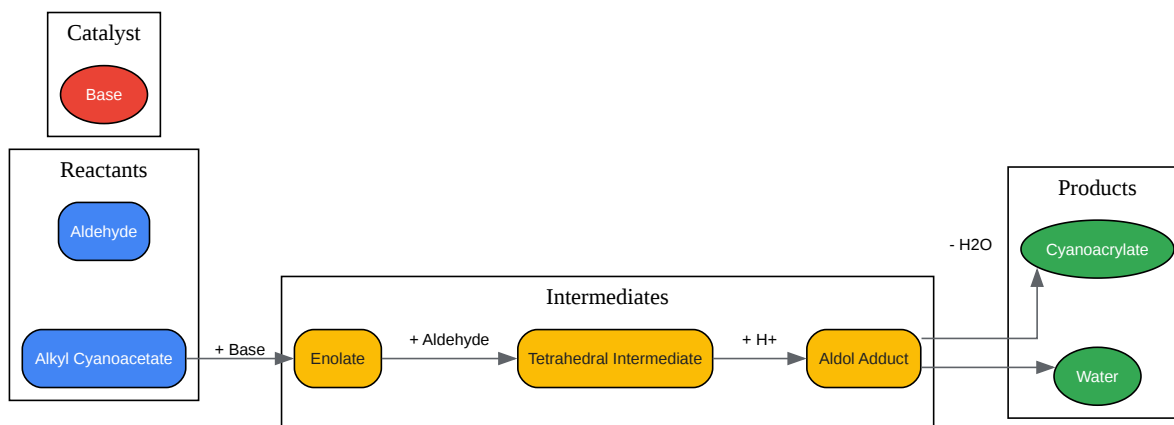 Catalyst
Base
Reactants
Aldehyde
Alkyl Cyanoacetate
+ Base
Intermediates
Enolate
+ Aldehyde
Tetrahedral Intermediate
+ H+
Aldol Adduct
- H2O
Products
Cyanoacrylate
Water